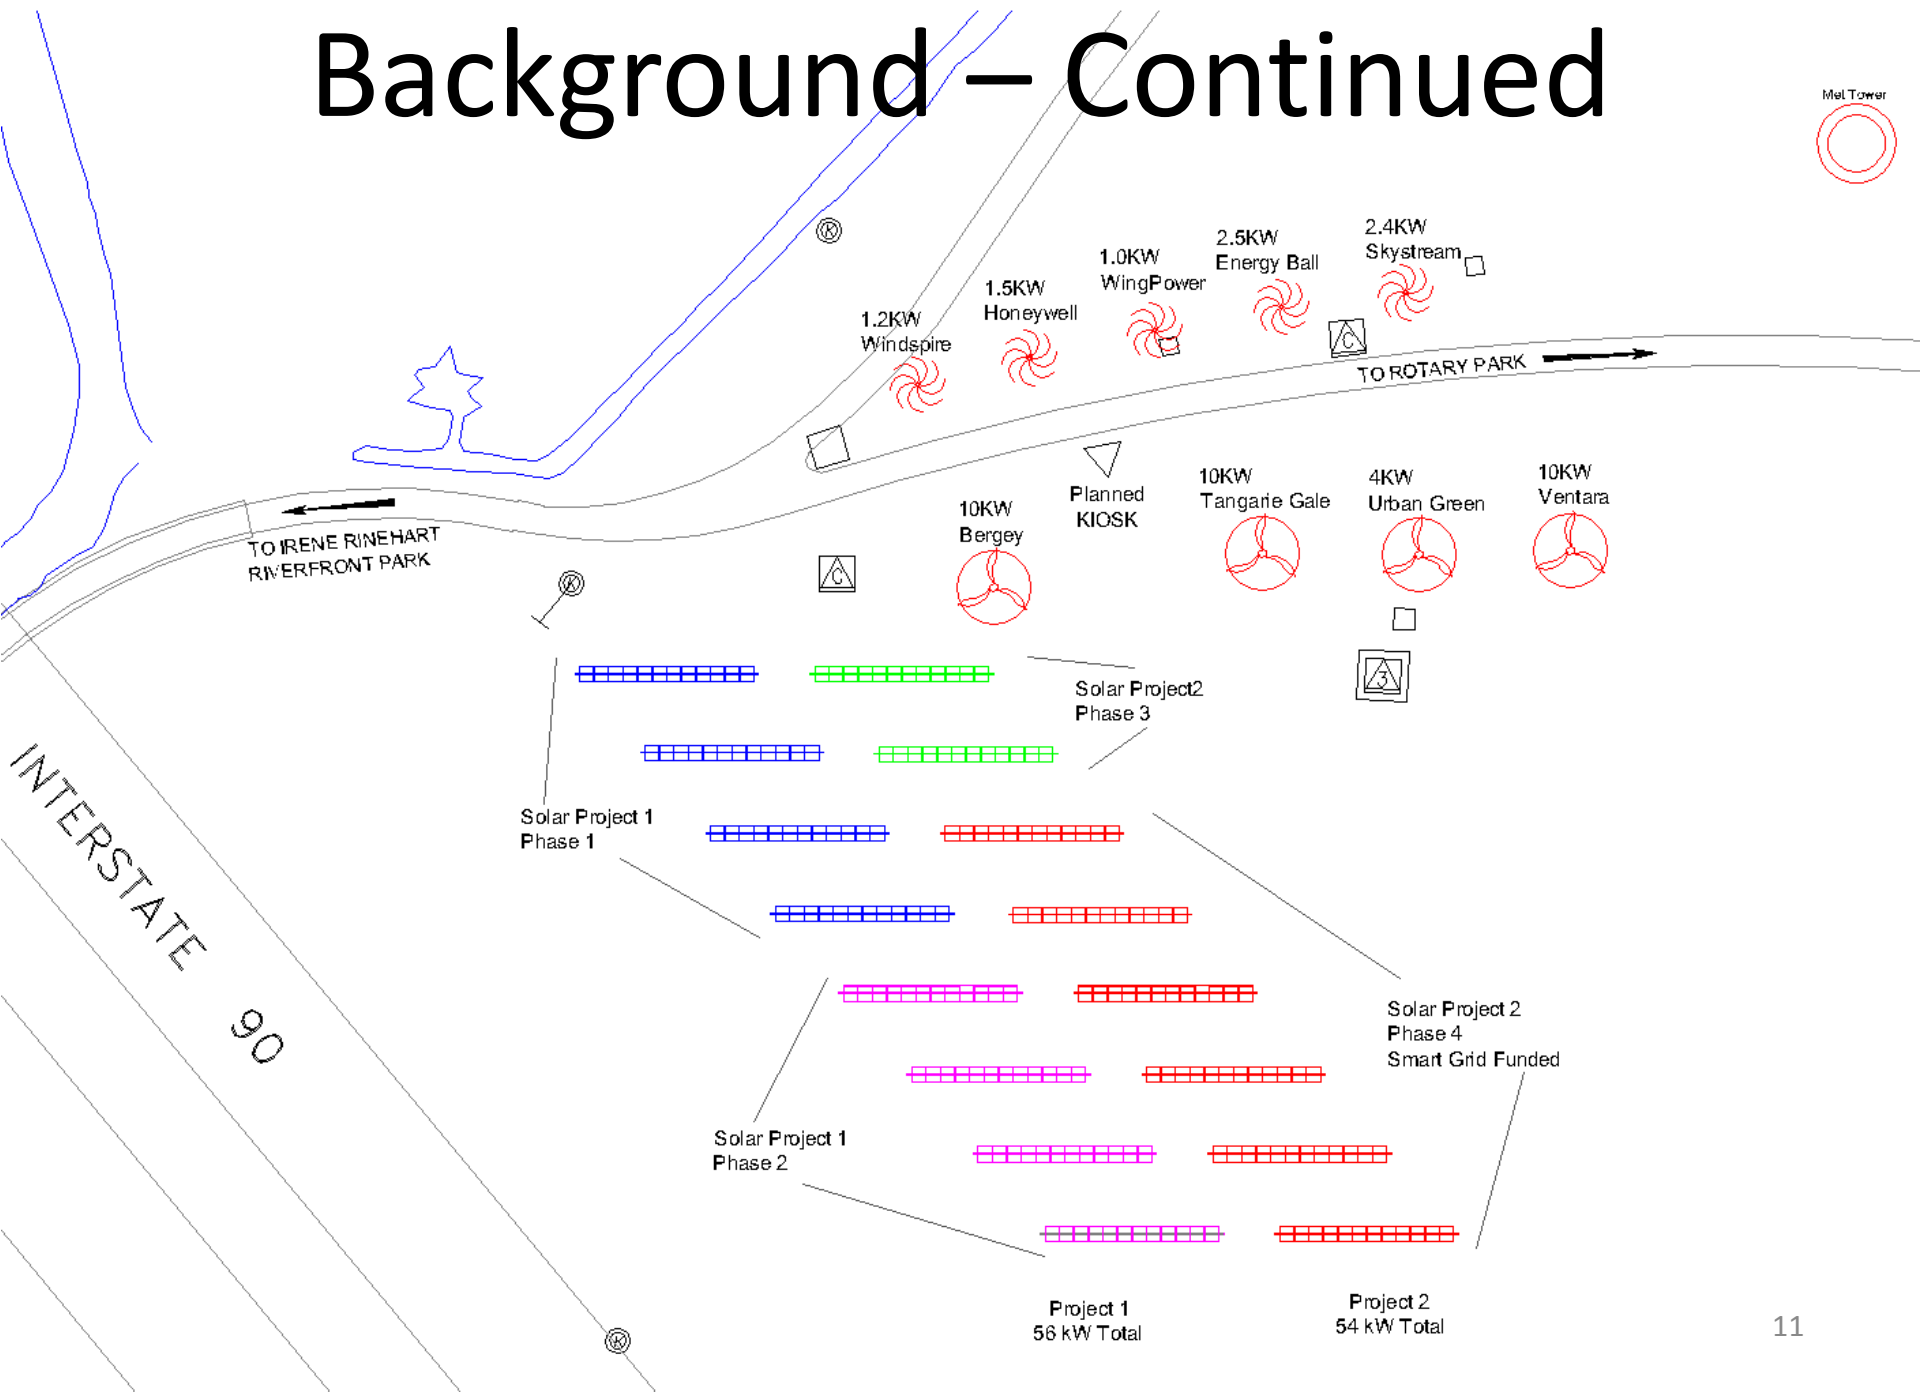 Background – Continued
Met Tower
2.4KW
Skystream
2.5KW
Energy Ball
1.0KW
WingPower
1.5KW
Honeywell
1.2KW
Windspire
K
C
TO ROTARY PARK
TO IRENE RINEHART
RIVERFRONT PARK
Planned
KIOSK
10KW
Bergey
10KW
Tangarie Gale
4KW
Urban Green
10KW
Ventara
K
C
3
Solar Project2
Phase 3
Solar Project 1
Phase 1
INTERSTATE 90
Solar Project 2
Phase 4
Smart Grid Funded
Solar Project 1
Phase 2
Project 1
56 kW Total
Project 2
54 kW Total
K
11